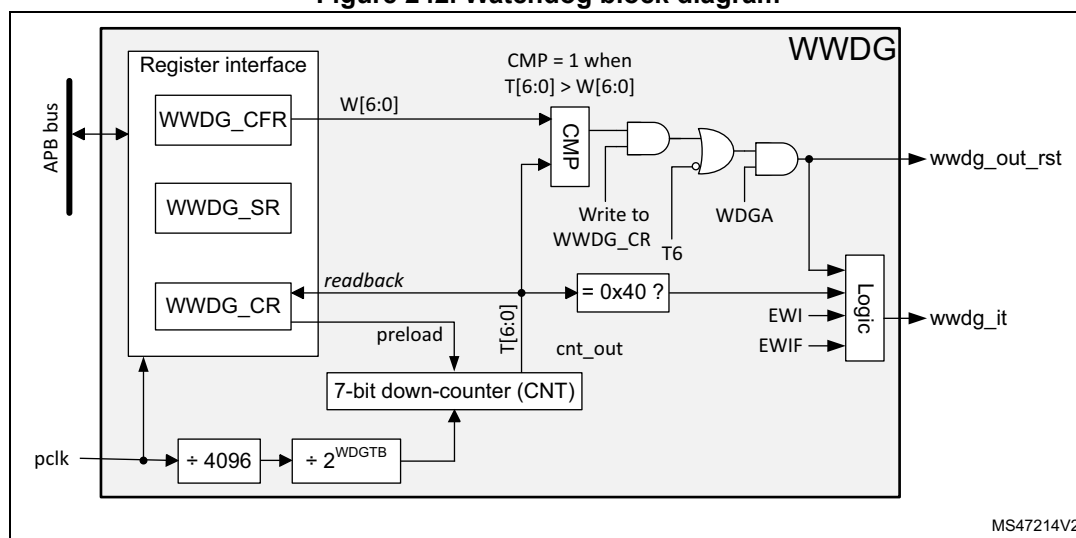 Figure 242. Watchdog block diagram
WWDG
Register interface
CMP = 1 when
T[6:0] > W[6:0]
WWDG_CFR
W[6:0]
CMP
APB bus
wwdg_out_rst
WWDG_SR
Write to
WWDG_CR
T6
WDGA
readback
= 0x40 ?
WWDG_CR
Logic
preload
T[6:0]
cnt_out
EWI
EWIF
wwdg_it
7-bit down-counter (CNT)
pclk
÷ 4096
÷ 2^WDGTB
MS47214V2